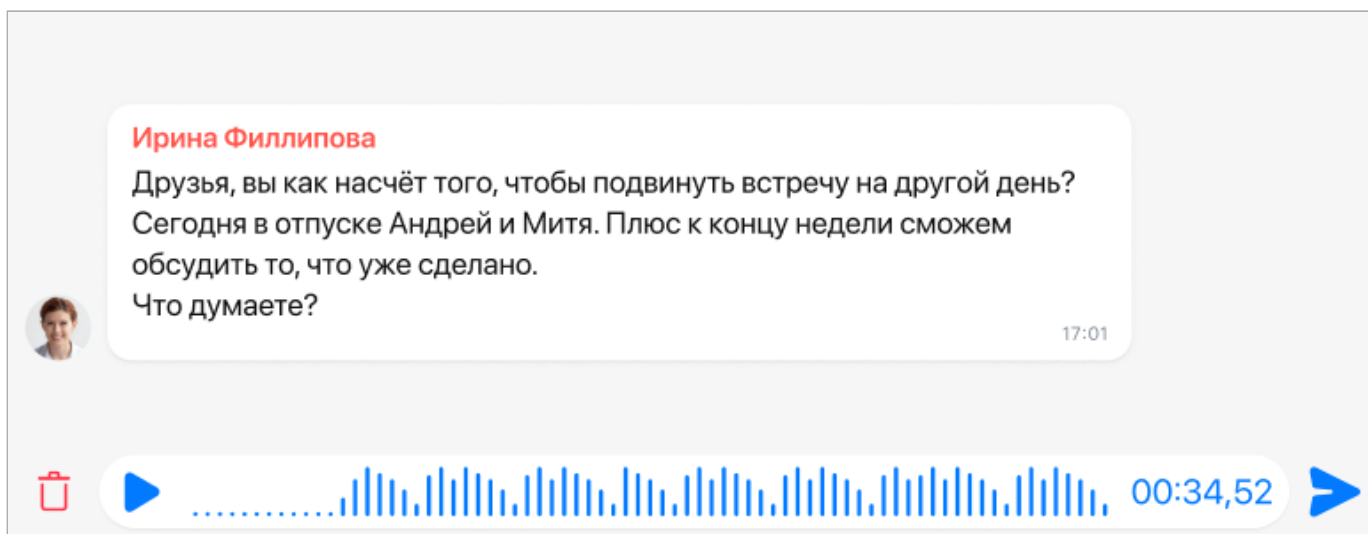 Ирина Филлипова
Друзья, вы как насчёт того, чтобы подвинуть встречу на другой день?
Сегодня в отпуске Андрей и Митя. Плюс к концу недели сможем
обсудить то, что уже сделано.
Что думаете?
17:01
00:34,52